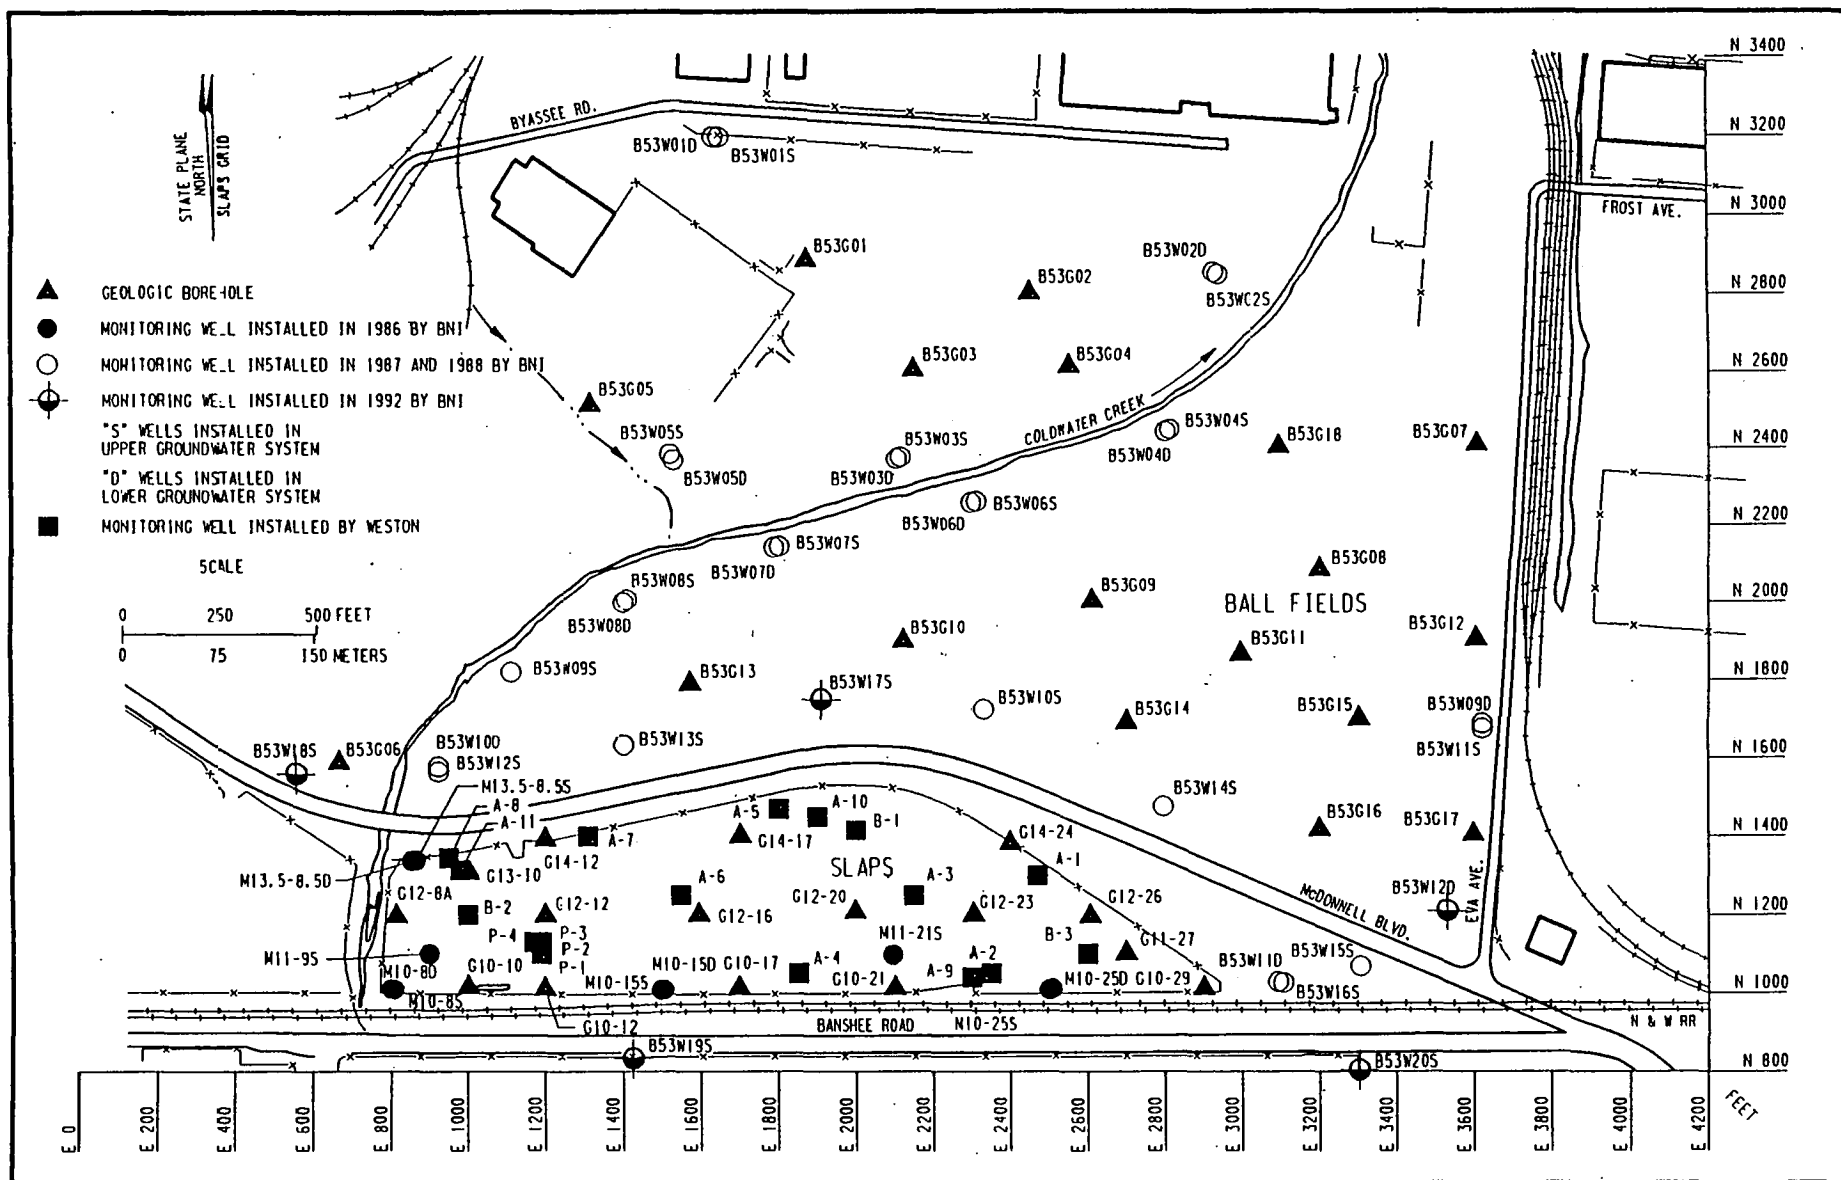 N 3400
BYASSEE RD.
N 3200
B53W01D
B53W01S
STATE PLANE
NORTH
SLAPS GRID
N 3000
FROST AVE.
B53G01
B53W02D
B53G02
B53WC2S
N 2800
GEOLOGIC BOREHOLE
MONITORING WELL INSTALLED IN 1986 BY BNI
MONITORING WELL INSTALLED IN 1987 AND 1988 BY BNI
MONITORING WELL INSTALLED IN 1992 BY BNI
"S" WELLS INSTALLED IN
UPPER GROUNDWATER SYSTEM
"D" WELLS INSTALLED IN
LOWER GROUNDWATER SYSTEM
MONITORING WELL INSTALLED BY WESTON
B53G03
B53G04
N 2600
B53G05
COLDWATER CREEK
B53W05S
B53W05D
B53W03S
B53W03D
B53W04S
B53W04D
B53G18
B53G07
N 2400
B53W06S
B53W06D
N 2200
B53W07S
B53W07D
SCALE
0 250 500 FEET
0 75 150 METERS
B53W08S
B53W08D
B53G09
B53G08
BALL FIELDS
N 2000
B53G10
B53G11
B53G12
B53W09S
B53G13
B53W17S
B53W10S
B53G14
B53G15
B53W09D
B53W11S
N 1800
B53W18S
B53G06
B53W10D
B53W12S
B53W13S
N 1600
M13.5-8.5S
A-8
A-11
A-5
A-10
B-1
B53W14S
B53G16
B53G17
A-7
G14-12
G14-17
G14-24
N 1400
M13.5-8.5D
G13-10
SLAPS
A-1
G12-8A
B-2
G12-12
A-6
G12-16
G12-20
A-3
G12-23
G12-26
McDONNELL BLVD.
B53W12D
EVA AVE.
N 1200
P-4
P-3
P-2
P-1
M11-9S
M11-21S
B-3
G11-27
B53W15S
M10-8D
M10-8S
G10-10
M10-15S
M10-15D
G10-17
A-4
G10-21
A-9
A-2
M10-25D
G10-29
B53W11D
B53W16S
N 1000
G10-12
BANSHEE ROAD
N10-25S
N & W RR
B53W19S
B53W20S
N 800
E 0
E 200
E 400
E 600
E 800
E 1000
E 1200
E 1400
E 1600
E 1800
E 2000
E 2200
E 2400
E 2600
E 2800
E 3000
E 3200
E 3400
E 3600
E 3800
E 4000
E 4200
FEET